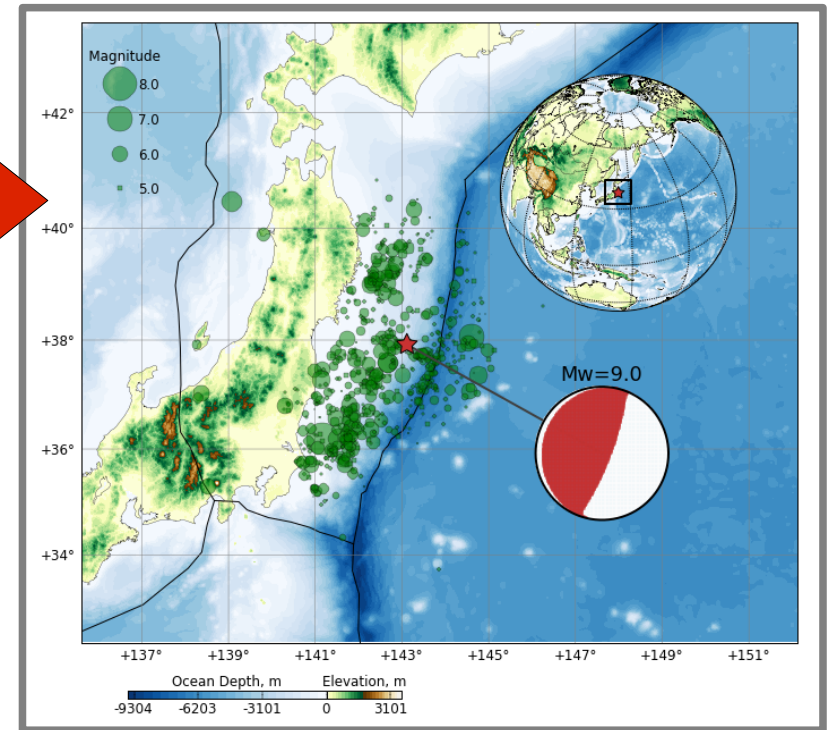 Magnitude
8.0
7.0
6.0
5.0
+42°
+40°
+38°
+36°
+34°
Mw=9.0
+137° +139° +141° +143° +145° +147° +149° +151°
Ocean Depth, m Elevation, m
-9304 -6203 -3101 0 3101